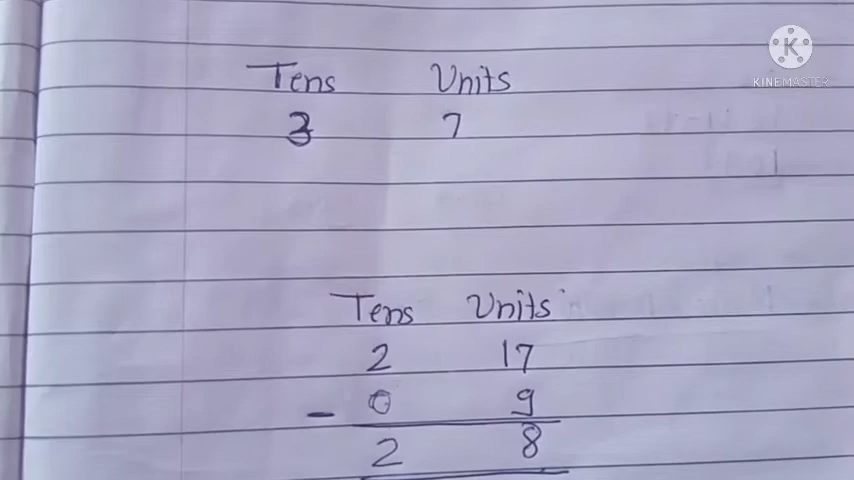 KINEMASTER
Tens Units
3 7
Tens Units
2 17
- 0 9
2 8